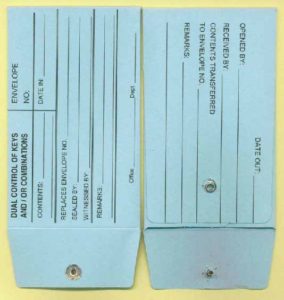 DUAL CONTROL OF KEYS
AND / OR COMBINATIONS
ENVELOPE
NO:
CONTENTS:
DATE IN:
REPLACES ENVELOPE NO.
SEALED BY:
WITNESSED BY:
REMARKS:
Office
Dept.
DATE OUT:
OPENED BY:
RECEIVED BY:
CONTENTS TRANSFERRED
TO ENVELOPE NO.
REMARKS: